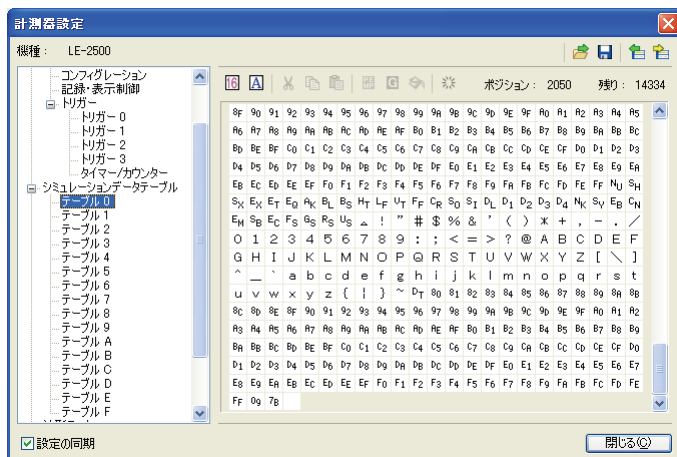 計測器設定
機種： LE-2500
16 A ポジション： 2050 残り： 14334
コンフィグレーション
記録・表示制御
トリガー
トリガー 0
トリガー 1
トリガー 2
トリガー 3
タイマー/カウンター
シミュレーションデータテーブル
テーブル 0
テーブル 1
テーブル 2
テーブル 3
テーブル 4
テーブル 5
テーブル 6
テーブル 7
テーブル 8
テーブル 9
テーブル A
テーブル B
テーブル C
テーブル D
テーブル E
テーブル F
8F 90 91 92 93 94 95 96 97 98 99 9A 9B 9C 9D 9E 9F A0 A1 A2 A3 A4 A5
A6 A7 A8 A9 AA AB AC AD AE AF B0 B1 B2 B3 B4 B5 B6 B7 B8 B9 BA BB BC
BD BE BF C0 C1 C2 C3 C4 C5 C6 C7 C8 C9 CA CB CC CD CE CF D0 D1 D2 D3
D4 D5 D6 D7 D8 D9 DA DB DC DD DE DF E0 E1 E2 E3 E4 E5 E6 E7 E8 E9 EA
EB EC ED EE EF F0 F1 F2 F3 F4 F5 F6 F7 F8 F9 FA FB FC FD FE FF NU SH
SX EX ET EQ AK BL BS HT LF VT FF CR SO SI DL D1 D2 D3 D4 NK SY EB CN
EM SB EC FS GS RS US ▵ ! " # $ % & ' ( ) * + , - . /
0 1 2 3 4 5 6 7 8 9 : ; < = > ? @ A B C D E F
G H I J K L M N O P Q R S T U V W X Y Z [ \ ]
^ _ ` a b c d e f g h i j k l m n o p q r s t
u v w x y z { | } ~ DT 80 81 82 83 84 85 86 87 88 89 8A 8B
8C 8D 8E 8F 90 91 92 93 94 95 96 97 98 99 9A 9B 9C 9D 9E 9F A0 A1 A2
A3 A4 A5 A6 A7 A8 A9 AA AB AC AD AE AF B0 B1 B2 B3 B4 B5 B6 B7 B8 B9
BA BB BC BD BE BF C0 C1 C2 C3 C4 C5 C6 C7 C8 C9 CA CB CC CD CE CF D0
D1 D2 D3 D4 D5 D6 D7 D8 D9 DA DB DC DD DE DF E0 E1 E2 E3 E4 E5 E6 E7
E8 E9 EA EB EC ED EE EF F0 F1 F2 F3 F4 F5 F6 F7 F8 F9 FA FB FC FD FE
FF 09 7B
設定の同期
閉じる(C)